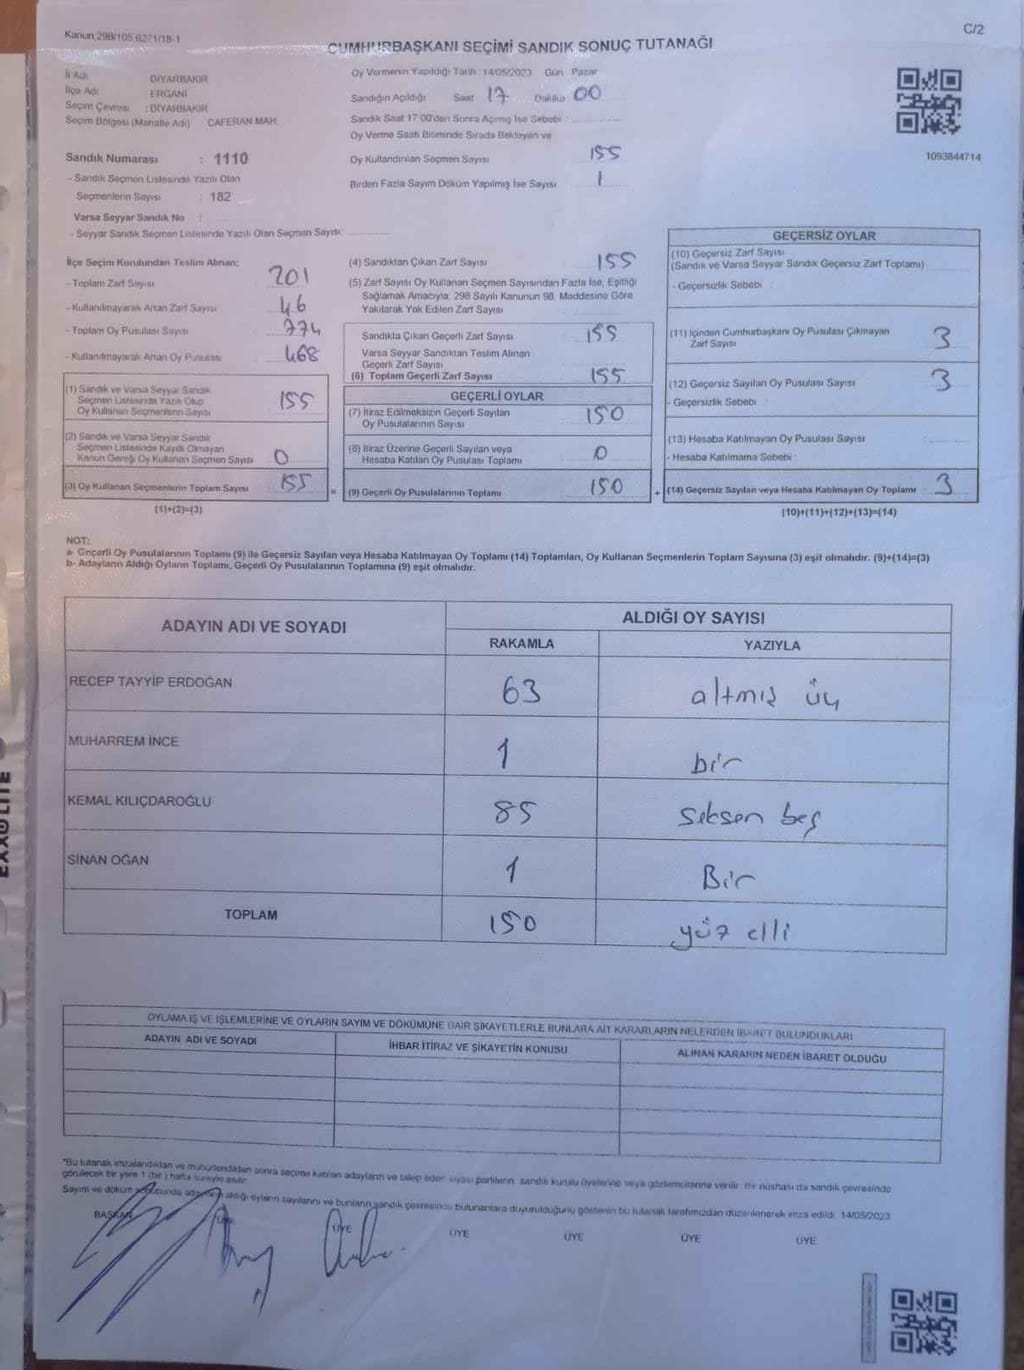 Kanun,298/105,6271/18-1
C/2
CUMHURBAŞKANI SEÇİMİ SANDIK SONUÇ TUTANAĞI
İl Adı DİYARBAKIR
İlçe Adı ERGANİ
Seçim Çevresi : DİYARBAKIR
Seçim Bölgesi (Mahalle Adı) CAFERAN MAH.
Sandık Numarası : 1110
- Sandık Seçmen Listesinde Yazılı Olan
Seçmenlerin Sayısı : 182
Varsa Seyyar Sandık No :
- Seyyar Sandık Seçmen Listesinde Yazılı Olan Seçmen Sayısı:
Oy Vermenin Yapıldığı Tarih: 14/05/2023 Gün Pazar
Sandığın Açıldığı Saat 17 Dakika 00
Sandık Saat 17.00'den Sonra Açımış İse Sebebi :
Oy Verme Saati Bitiminde Sırada Bekleyen ve
Oy Kullandırılan Seçmen Sayısı 155
Birden Fazla Sayım Döküm Yapılmış İse Sayısı 1
1093844714
İlçe Seçim Kurulundan Teslim Alınan;
- Toplam Zarf Sayısı 201
- Kullanılmayarak Artan Zarf Sayısı 46
- Toplam Oy Pusulası Sayısı 774
- Kullanılmayarak Artan Oy Pusulası 468
(1) Sandık ve Varsa Seyyar Sandık
Seçmen Listesinde Yazılı Olup
Oy Kullanan Seçmenlerin Sayısı 155
(2) Sandık ve Varsa Seyyar Sandık
Seçmen Listesinde Kayıtlı Olmayan
Kanun Gereği Oy Kullanan Seçmen Sayısı 0
(3) Oy Kullanan Seçmenlerin Toplam Sayısı 155
(1)+(2)=(3)
(4) Sandıktan Çıkan Zarf Sayısı 155
(5) Zarf Sayısı Oy Kullanan Seçmen Sayısından Fazla İse, Eşitliği
Sağlamak Amacıyla, 298 Sayılı Kanunun 98. Maddesine Göre
Yakılarak Yok Edilen Zarf Sayısı
Sandıkta Çıkan Geçerli Zarf Sayısı 155
Varsa Seyyar Sandıktan Teslim Alınan
Geçerli Zarf Sayısı
(6) Toplam Geçerli Zarf Sayısı 155
GEÇERLİ OYLAR
(7) İtiraz Edilmeksizin Geçerli Sayılan
Oy Pusulalarının Sayısı 150
(8) İtiraz Üzerine Geçerli Sayılan veya
Hesaba Katılan Oy Pusulası Toplamı 0
= (9) Geçerli Oy Pusulalarının Toplamı 150
GEÇERSİZ OYLAR
(10) Geçersiz Zarf Sayısı
(Sandık ve Varsa Seyyar Sandık Geçersiz Zarf Toplamı)
- Geçersizlik Sebebi :
(11) İçinden Cumhurbaşkanı Oy Pusulası Çıkmayan
Zarf Sayısı 3
(12) Geçersiz Sayılan Oy Pusulası Sayısı 3
- Geçersizlik Sebebi :
(13) Hesaba Katılmayan Oy Pusulası Sayısı
- Hesaba Katılmama Sebebi :
+ (14) Geçersiz Sayılan veya Hesaba Katılmayan Oy Toplamı 3
(10)+(11)+(12)+(13)=(14)
NOT:
a- Geçerli Oy Pusulalarının Toplamı (9) ile Geçersiz Sayılan veya Hesaba Katılmayan Oy Toplamı (14) Toplamları, Oy Kullanan Seçmenlerin Toplam Sayısına (3) eşit olmalıdır. (9)+(14)=(3)
b- Adayların Aldığı Oyların Toplamı, Geçerli Oy Pusulalarının Toplamına (9) eşit olmalıdır.
ADAYIN ADI VE SOYADI
ALDIĞI OY SAYISI
RAKAMLA YAZIYLA
RECEP TAYYİP ERDOĞAN 63 altmış üç
MUHARREM İNCE 1 bir
KEMAL KILIÇDAROĞLU 85 seksen beş
SİNAN OĞAN 1 Bir
TOPLAM 150 yüz elli
OYLAMA İŞ VE İŞLEMLERİNE VE OYLARIN SAYIM VE DÖKÜMÜNE DAİR ŞİKAYETLERLE BUNLARA AİT KARARLARIN NELERDEN İBARET BULUNDUKLARI
ADAYIN ADI VE SOYADI İHBAR İTİRAZ VE ŞİKAYETİN KONUSU ALINAN KARARIN NEDEN İBARET OLDUĞU
*Bu tutanak imzalandıktan ve mühürlendikten sonra seçime katılan adayların ve talep eden siyasi partilerin sandık kurulu üyelerine veya gözlemcilerine verilir. Bir nüshası da sandık çevresinde
görülecek bir yere 1 (bir) hafta süreyle asılır.
Sayım ve döküm sonucunda adayların aldığı oyların sayılarını ve bunların sandık çevresinde bulunanlara duyurulduğunu gösteren bu tutanak tarafımızdan düzenlenerek imza edildi. 14/05/2023
BAŞKAN ÜYE ÜYE ÜYE ÜYE ÜYE ÜYE